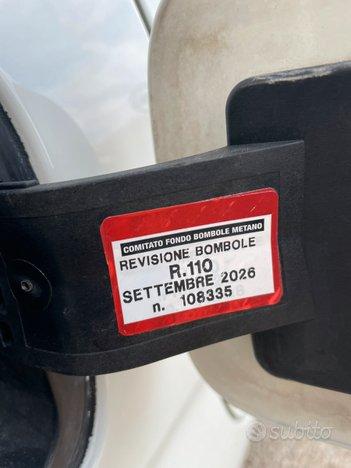 COMITATO FONDO BOMBOLE METANO
REVISIONE BOMBOLE
R.110
SETTEMBRE 2026
n. 108335
subito